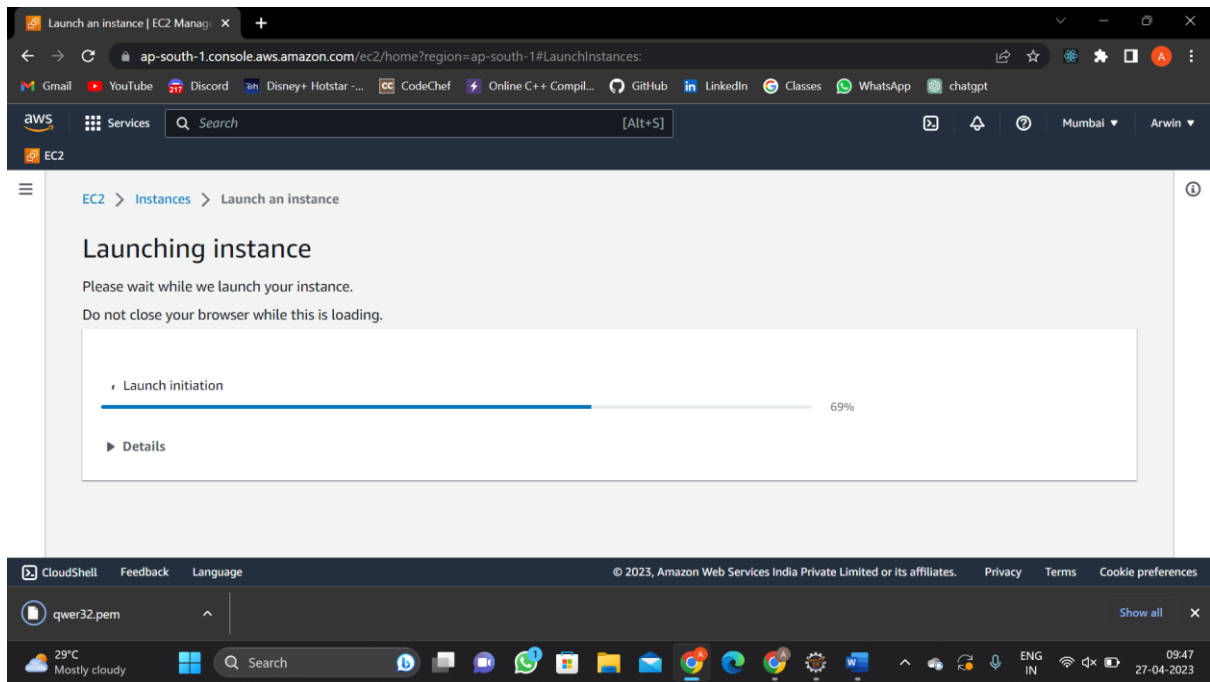 Launch an instance | EC2 Manag
ap-south-1.console.aws.amazon.com/ec2/home?region=ap-south-1#LaunchInstances:
A
Gmail YouTube 217 Discord Disney+ Hotstar -... CC CodeChef Online C++ Compil... GitHub in LinkedIn Classes WhatsApp chatgpt
aws Services Search [Alt+S] Mumbai Arwin
EC2
EC2 > Instances > Launch an instance
Launching instance
Please wait while we launch your instance.
Do not close your browser while this is loading.
Launch initiation
69%
Details
CloudShell Feedback Language © 2023, Amazon Web Services India Private Limited or its affiliates. Privacy Terms Cookie preferences
qwer32.pem Show all
29°C
Mostly cloudy
Search
1
ENG
IN
09:47
27-04-2023